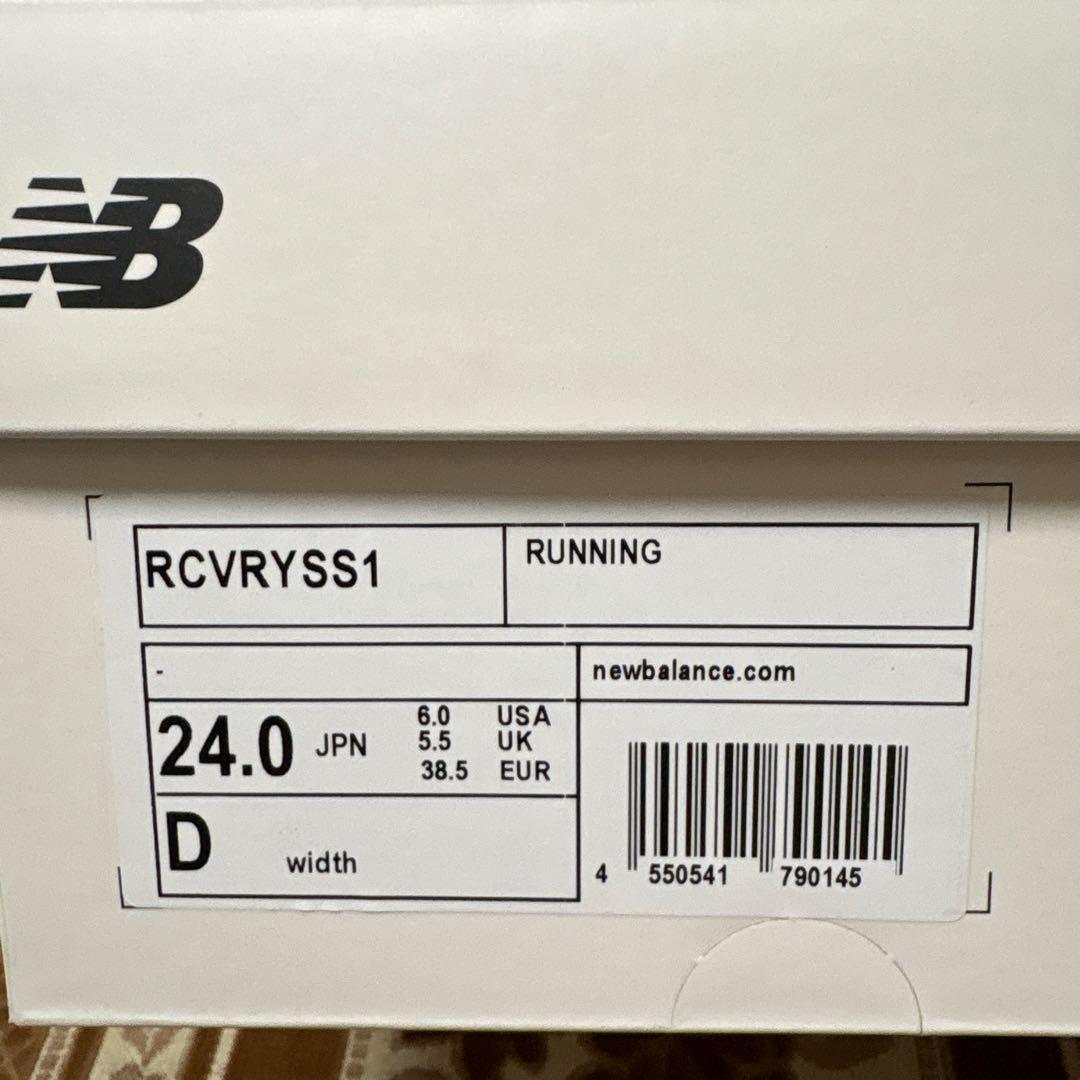 NB
RCVRYSS1
RUNNING
-
newbalance.com
24.0 JPN
6.0 USA
5.5 UK
38.5 EUR
D width
4 550541 790145